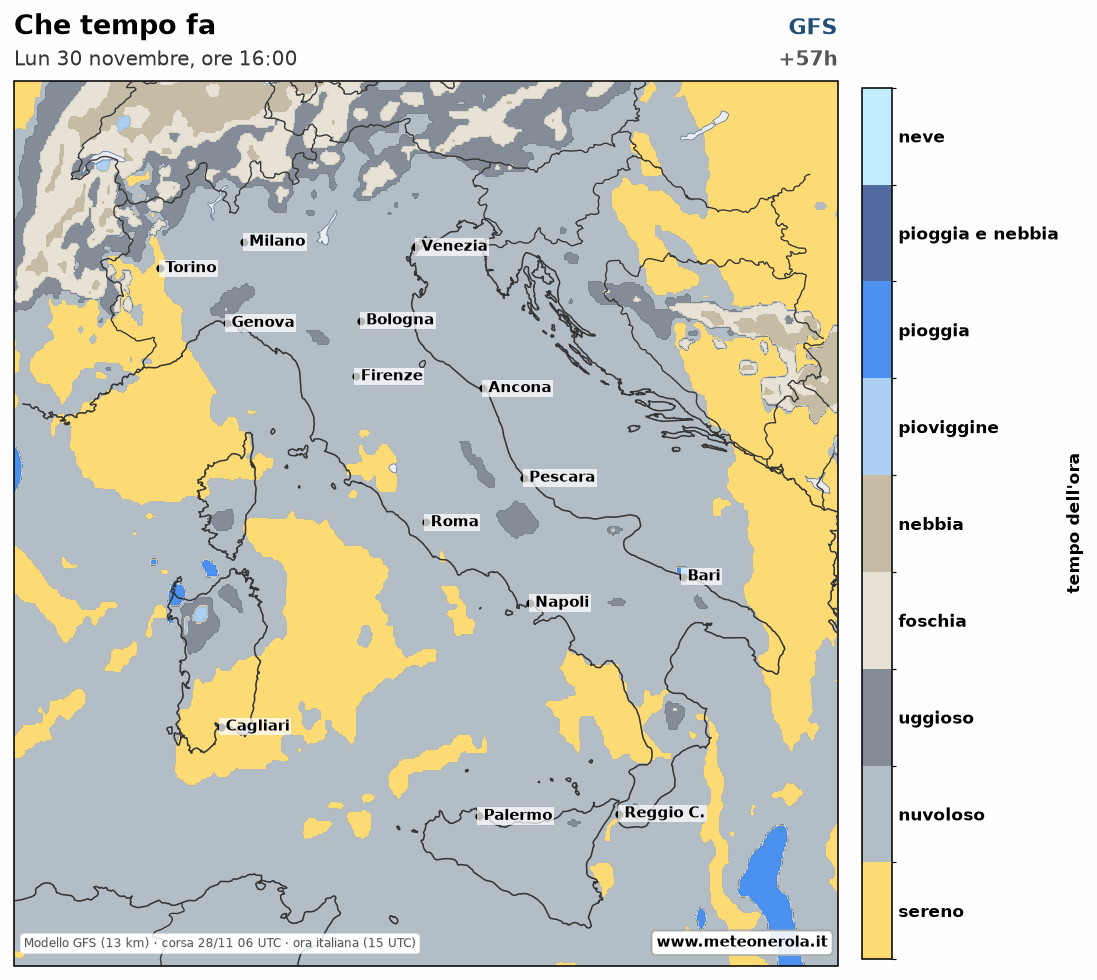 Che tempo fa
GFS
Lun 30 novembre, ore 16:00
+57h
neve
pioggia e nebbia
pioggia
pioviggine
nebbia
foschia
uggioso
nuvoloso
sereno
tempo dell'ora
Milano
Venezia
Torino
Genova
Bologna
Firenze
Ancona
Pescara
Roma
Bari
Napoli
Cagliari
Palermo
Reggio C.
Modello GFS (13 km) · corsa 28/11 06 UTC · ora italiana (15 UTC)
www.meteonerola.it